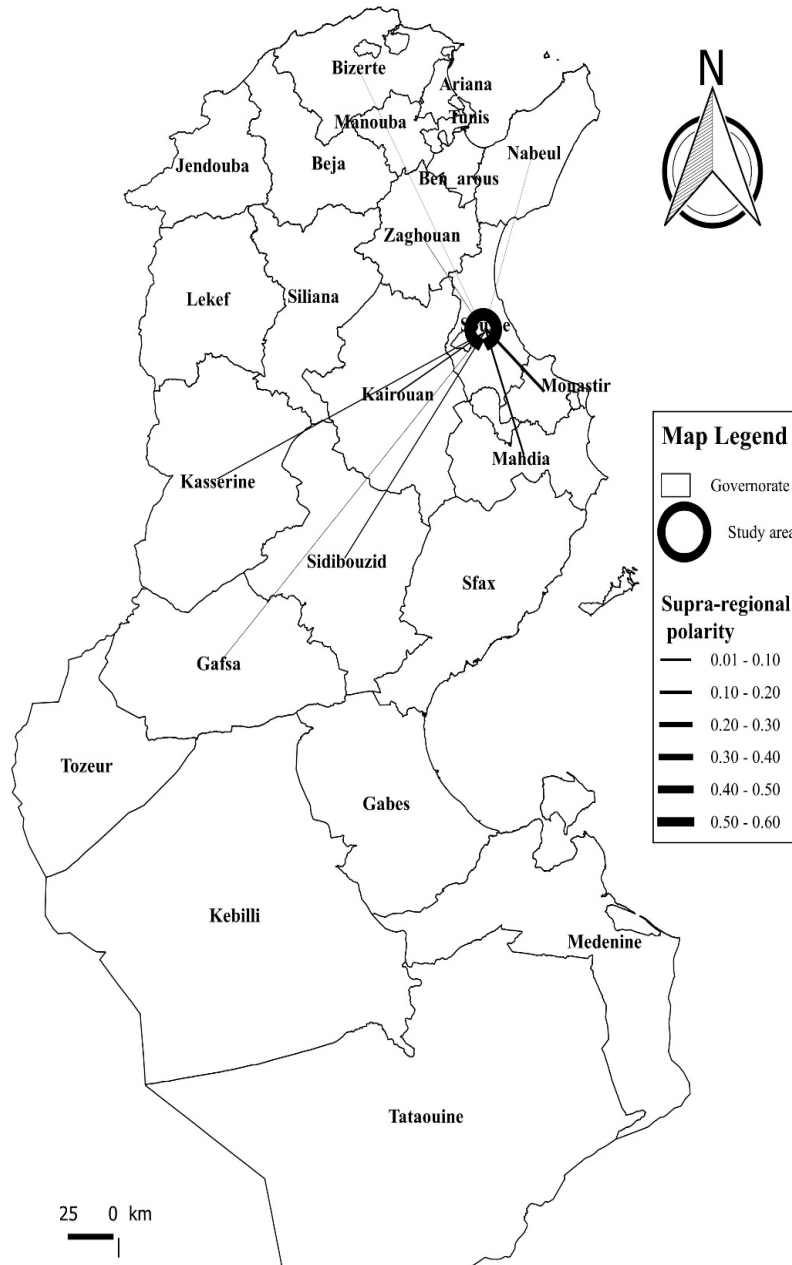 N
Bizerte
Ariana
Tunis
Manouba
Nabeul
Jendouba
Beja
Ben_arous
Zaghouan
Lekef
Siliana
Kairouan
Monastir
Mahdia
Kasserine
Sidibouzid
Sfax
Gafsa
Tozeur
Gabes
Kebilli
Medenine
Tataouine
Map Legend
Governorate
Study area
Supra-regional
polarity
0.01 - 0.10
0.10 - 0.20
0.20 - 0.30
0.30 - 0.40
0.40 - 0.50
0.50 - 0.60
25 0 km